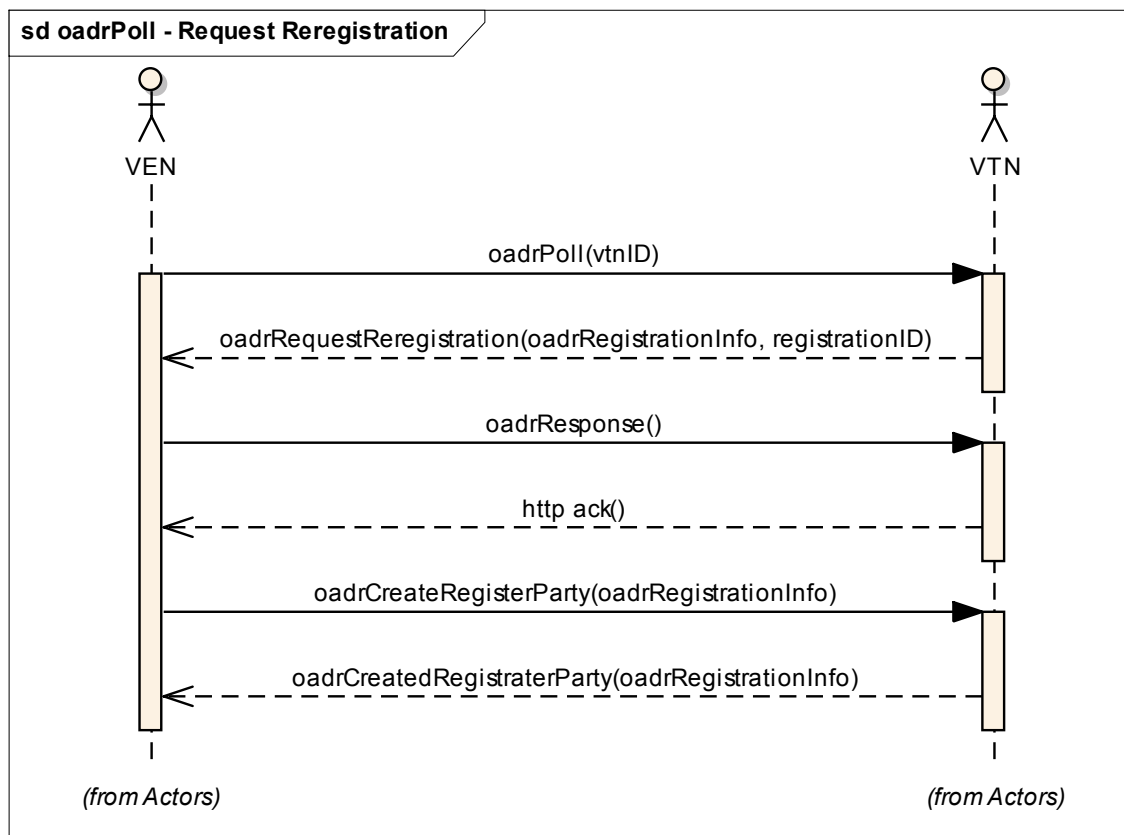 sd oadrPoll - Request Reregistration
VEN
VTN
oadrPoll(vtnID)
oadrRequestReregistration(oadrRegistrationInfo, registrationID)
oadrResponse()
http ack()
oadrCreateRegisterParty(oadrRegistrationInfo)
oadrCreatedRegistraterParty(oadrRegistrationInfo)
(from Actors)
(from Actors)